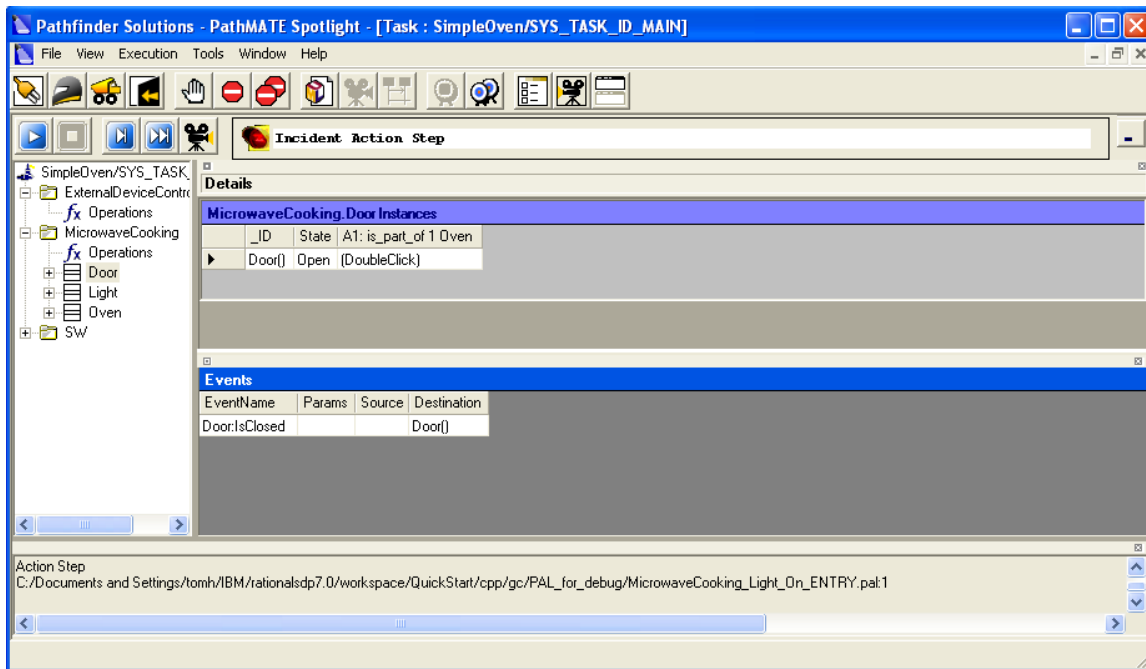 Pathfinder Solutions - PathMATE Spotlight - [Task : SimpleOven/SYS_TASK_ID_MAIN]
File View Execution Tools Window Help
Incident Action Step
SimpleOven/SYS_TASK_
ExternalDeviceContro
fx Operations
MicrowaveCooking
fx Operations
Door
Light
Oven
SW
Details
MicrowaveCooking.Door Instances
_ID State A1: is_part_of 1 Oven
Door() Open (DoubleClick)
Events
EventName Params Source Destination
Door:IsClosed Door()
Action Step
C:/Documents and Settings/tomh/IBM/rationalsdp7.0/workspace/QuickStart/cpp/gc/PAL_for_debug/MicrowaveCooking_Light_On_ENTRY.pal:1